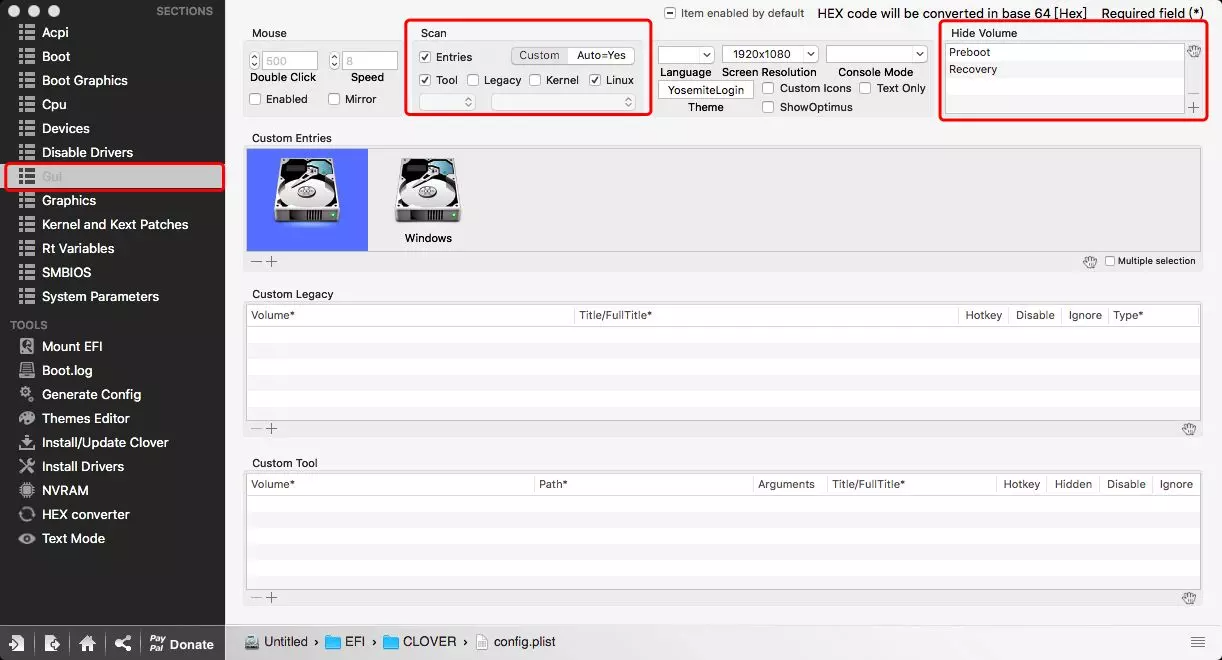 SECTIONS
Acpi
Boot
Boot Graphics
Cpu
Devices
Disable Drivers
Gui
Graphics
Kernel and Kext Patches
Rt Variables
SMBIOS
System Parameters
TOOLS
Mount EFI
Boot.log
Generate Config
Themes Editor
Install/Update Clover
Install Drivers
NVRAM
HEX converter
Text Mode
Pay Pal Donate
Item enabled by default HEX code will be converted in base 64 [Hex] Required field (*)
Mouse
500 8
Double Click Speed
Enabled Mirror
Scan
Entries Custom Auto=Yes
Tool Legacy Kernel Linux
1920x1080
Language Screen Resolution Console Mode
YosemiteLogin Custom Icons Text Only
Theme ShowOptimus
Hide Volume
Preboot
Recovery
Custom Entries
Windows
Multiple selection
Custom Legacy
Volume* Title/FullTitle* Hotkey Disable Ignore Type*
Custom Tool
Volume* Path* Arguments Title/FullTitle* Hotkey Hidden Disable Ignore
Untitled › EFI › CLOVER › config.plist